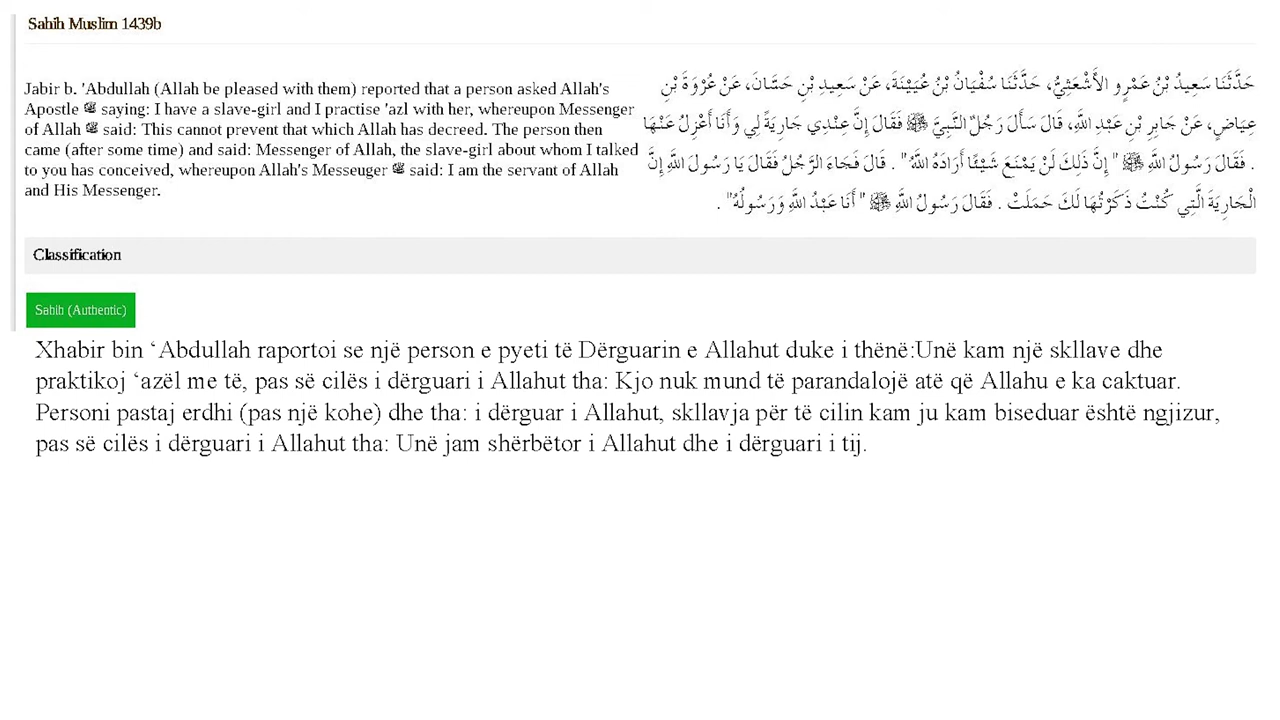 Sahih Muslim 1439b
Jabir b. 'Abdullah (Allah be pleased with them) reported that a person asked Allah's
Apostle ﷺ saying: I have a slave-girl and I practise 'azl with her, whereupon Messenger
of Allah ﷺ said: This cannot prevent that which Allah has decreed. The person then
came (after some time) and said: Messenger of Allah, the slave-girl about whom I talked
to you has conceived, whereupon Allah's Messeuger ﷺ said: I am the servant of Allah
and His Messenger.
حَدَّثَنَا سَعِيدُ بْنُ عَمْرٍو الأَشْعَثِيُّ، حَدَّثَنَا سُفْيَانُ بْنُ عُيَيْنَةَ، عَنْ سَعِيدِ بْنِ حَسَّانَ، عَنْ عُرْوَةَ بْنِ
عِيَاضٍ، عَنْ جَابِرِ بْنِ عَبْدِ اللَّهِ، قَالَ سَأَلَ رَجُلٌ النَّبِيَّ ﷺ فَقَالَ إِنَّ عِنْدِي جَارِيَةً لِي وَأَنَا أَعْزِلُ عَنْهَا
. فَقَالَ رَسُولُ اللَّهِ ﷺ " إِنَّ ذَلِكَ لَنْ يَمْنَعَ شَيْئًا أَرَادَهُ اللَّهُ " . قَالَ فَجَاءَ الرَّجُلُ فَقَالَ يَا رَسُولَ اللَّهِ إِنَّ
الْجَارِيَةَ الَّتِي كُنْتُ ذَكَرْتُهَا لَكَ حَمَلَتْ . فَقَالَ رَسُولُ اللَّهِ ﷺ " أَنَا عَبْدُ اللَّهِ وَرَسُولُهُ " .
Classification
Sahih (Authentic)
Xhabir bin ‘Abdullah raportoi se një person e pyeti të Dërguarin e Allahut duke i thënë:Unë kam një skllave dhe
praktikoj ‘azël me të, pas së cilës i dërguari i Allahut tha: Kjo nuk mund të parandalojë atë që Allahu e ka caktuar.
Personi pastaj erdhi (pas një kohe) dhe tha: i dërguar i Allahut, skllavja për të cilin kam ju kam biseduar është ngjizur,
pas së cilës i dërguari i Allahut tha: Unë jam shërbëtor i Allahut dhe i dërguari i tij.